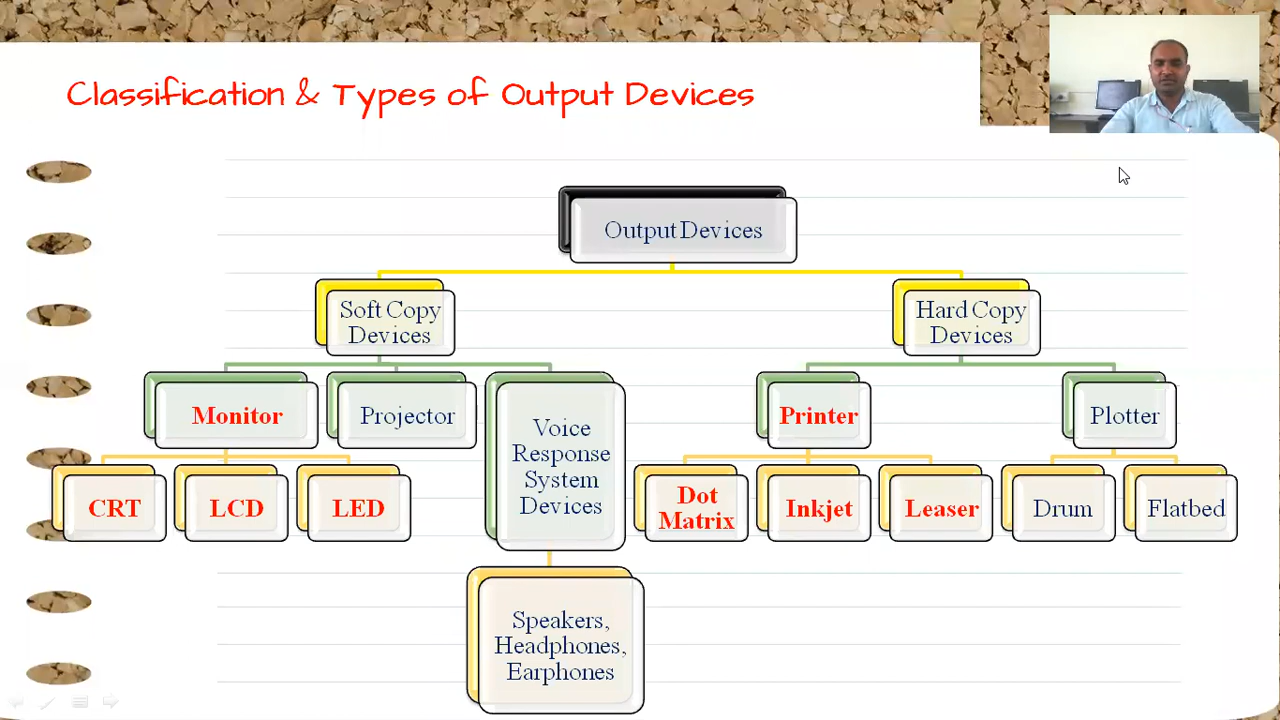 Classification & Types of Output Devices
Output Devices
Soft Copy
Devices
Hard Copy
Devices
Monitor
Projector
Voice
Response
System
Devices
Printer
Plotter
CRT
LCD
LED
Dot
Matrix
Inkjet
Leaser
Drum
Flatbed
Speakers,
Headphones,
Earphones